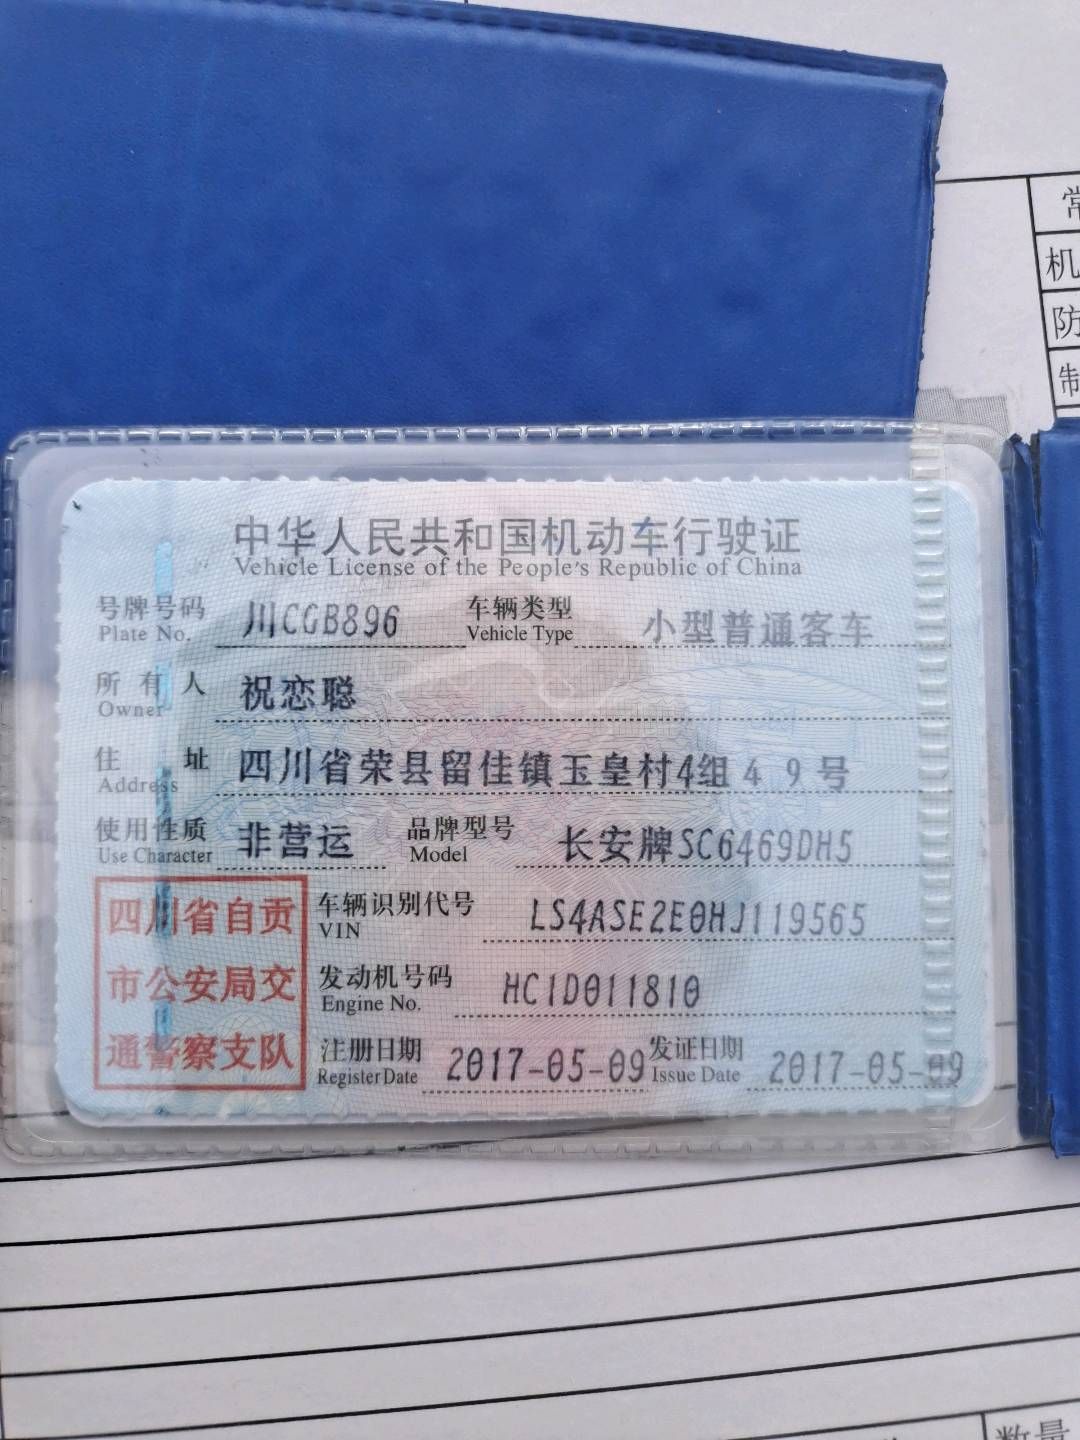 常
机
防
制
中华人民共和国机动车行驶证
Vehicle License of the People's Republic of China
号牌号码 川CGB896 车辆类型 小型普通客车
Plate No. Vehicle Type
所有人 祝恋聪
Owner
住址 四川省荣县留佳镇玉皇村4组49号
Address
使用性质 非营运 品牌型号 长安牌SC6469DH5
Use Character Model
四川省自贡
市公安局交
通警察支队
车辆识别代号 LS4ASE2E0HJ119565
VIN
发动机号码 HC1D011810
Engine No.
注册日期 2017-05-09 发证日期 2017-05-09
Register Date Issue Date
数量